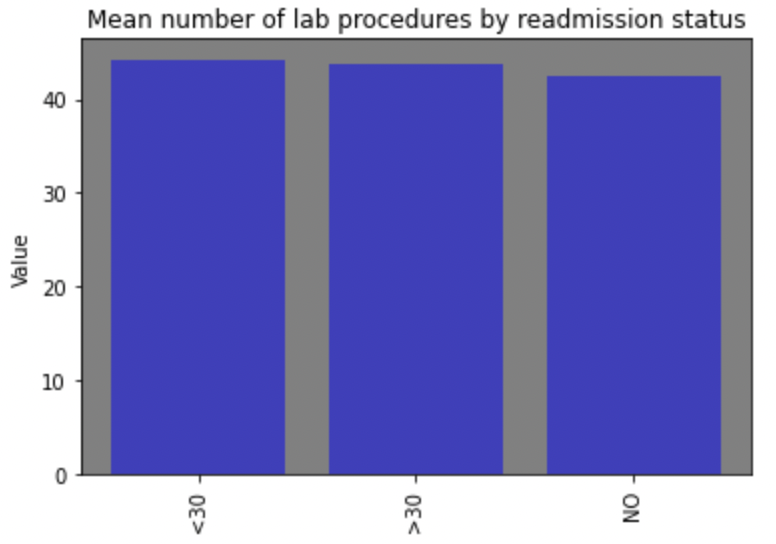 Mean number of lab procedures by readmission status
Value
40
30
20
10
0
<30
>30
NO